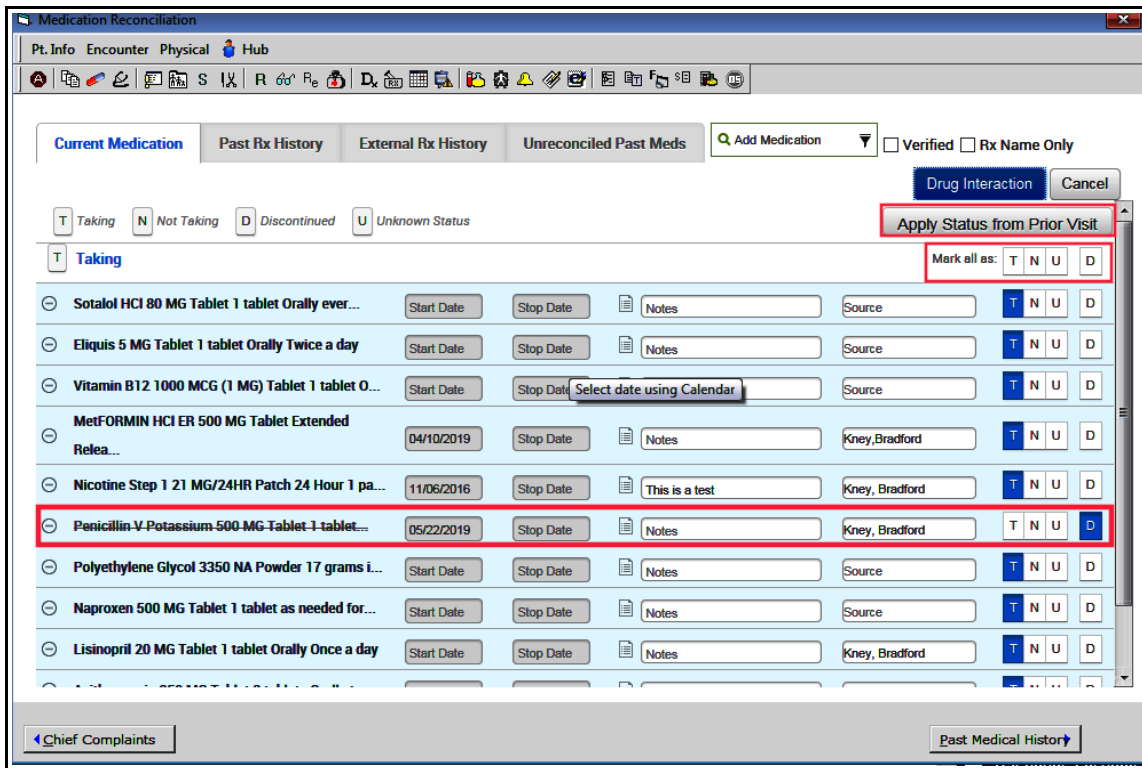 Medication Reconciliation
Pt. Info Encounter Physical Hub
Current Medication Past Rx History External Rx History Unreconciled Past Meds Add Medication Verified Rx Name Only
Drug Interaction Cancel
T Taking N Not Taking D Discontinued U Unknown Status Apply Status from Prior Visit
T Taking Mark all as: T N U D
Sotalol HCl 80 MG Tablet 1 tablet Orally ever... Start Date Stop Date Notes Source T N U D
Eliquis 5 MG Tablet 1 tablet Orally Twice a day Start Date Stop Date Notes Source T N U D
Vitamin B12 1000 MCG (1 MG) Tablet 1 tablet O... Start Date Stop Date Select date using Calendar Source T N U D
MetFORMIN HCl ER 500 MG Tablet Extended
Relea... 04/10/2019 Stop Date Notes Kney,Bradford T N U D
Nicotine Step 1 21 MG/24HR Patch 24 Hour 1 pa... 11/06/2016 Stop Date This is a test Kney, Bradford T N U D
Penicillin V Potassium 500 MG Tablet 1 tablet... 05/22/2019 Stop Date Notes Kney, Bradford T N U D
Polyethylene Glycol 3350 NA Powder 17 grams i... Start Date Stop Date Notes Source T N U D
Naproxen 500 MG Tablet 1 tablet as needed for... Start Date Stop Date Notes Source T N U D
Lisinopril 20 MG Tablet 1 tablet Orally Once a day Start Date Stop Date Notes Kney, Bradford T N U D
Chief Complaints Past Medical History